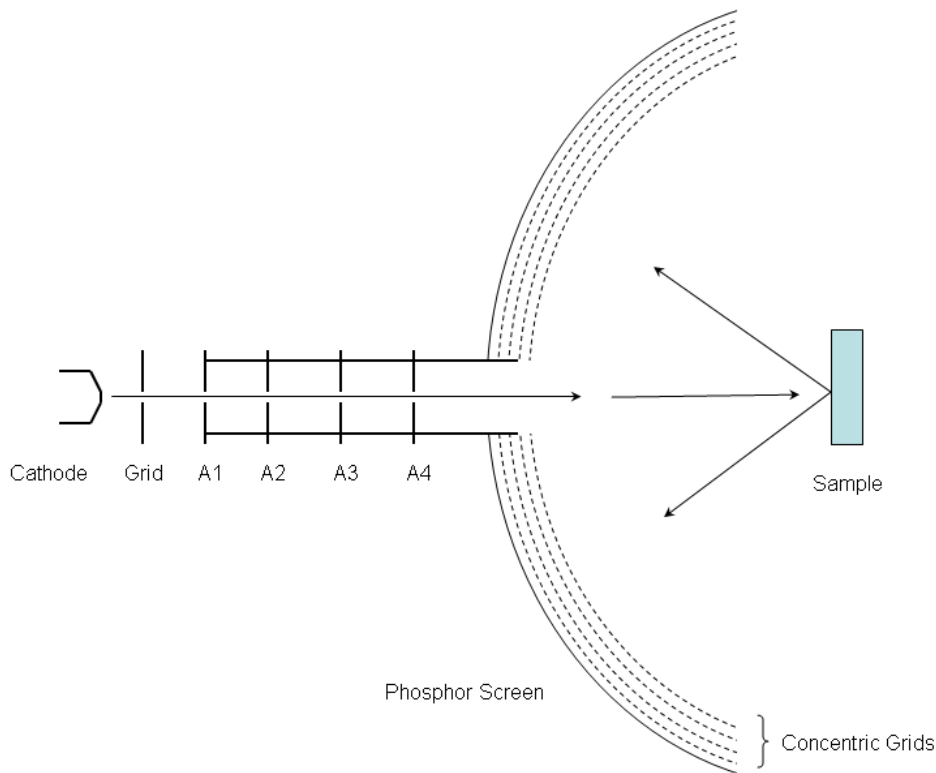 Cathode
Grid
A1
A2
A3
A4
Sample
Phosphor Screen
Concentric Grids